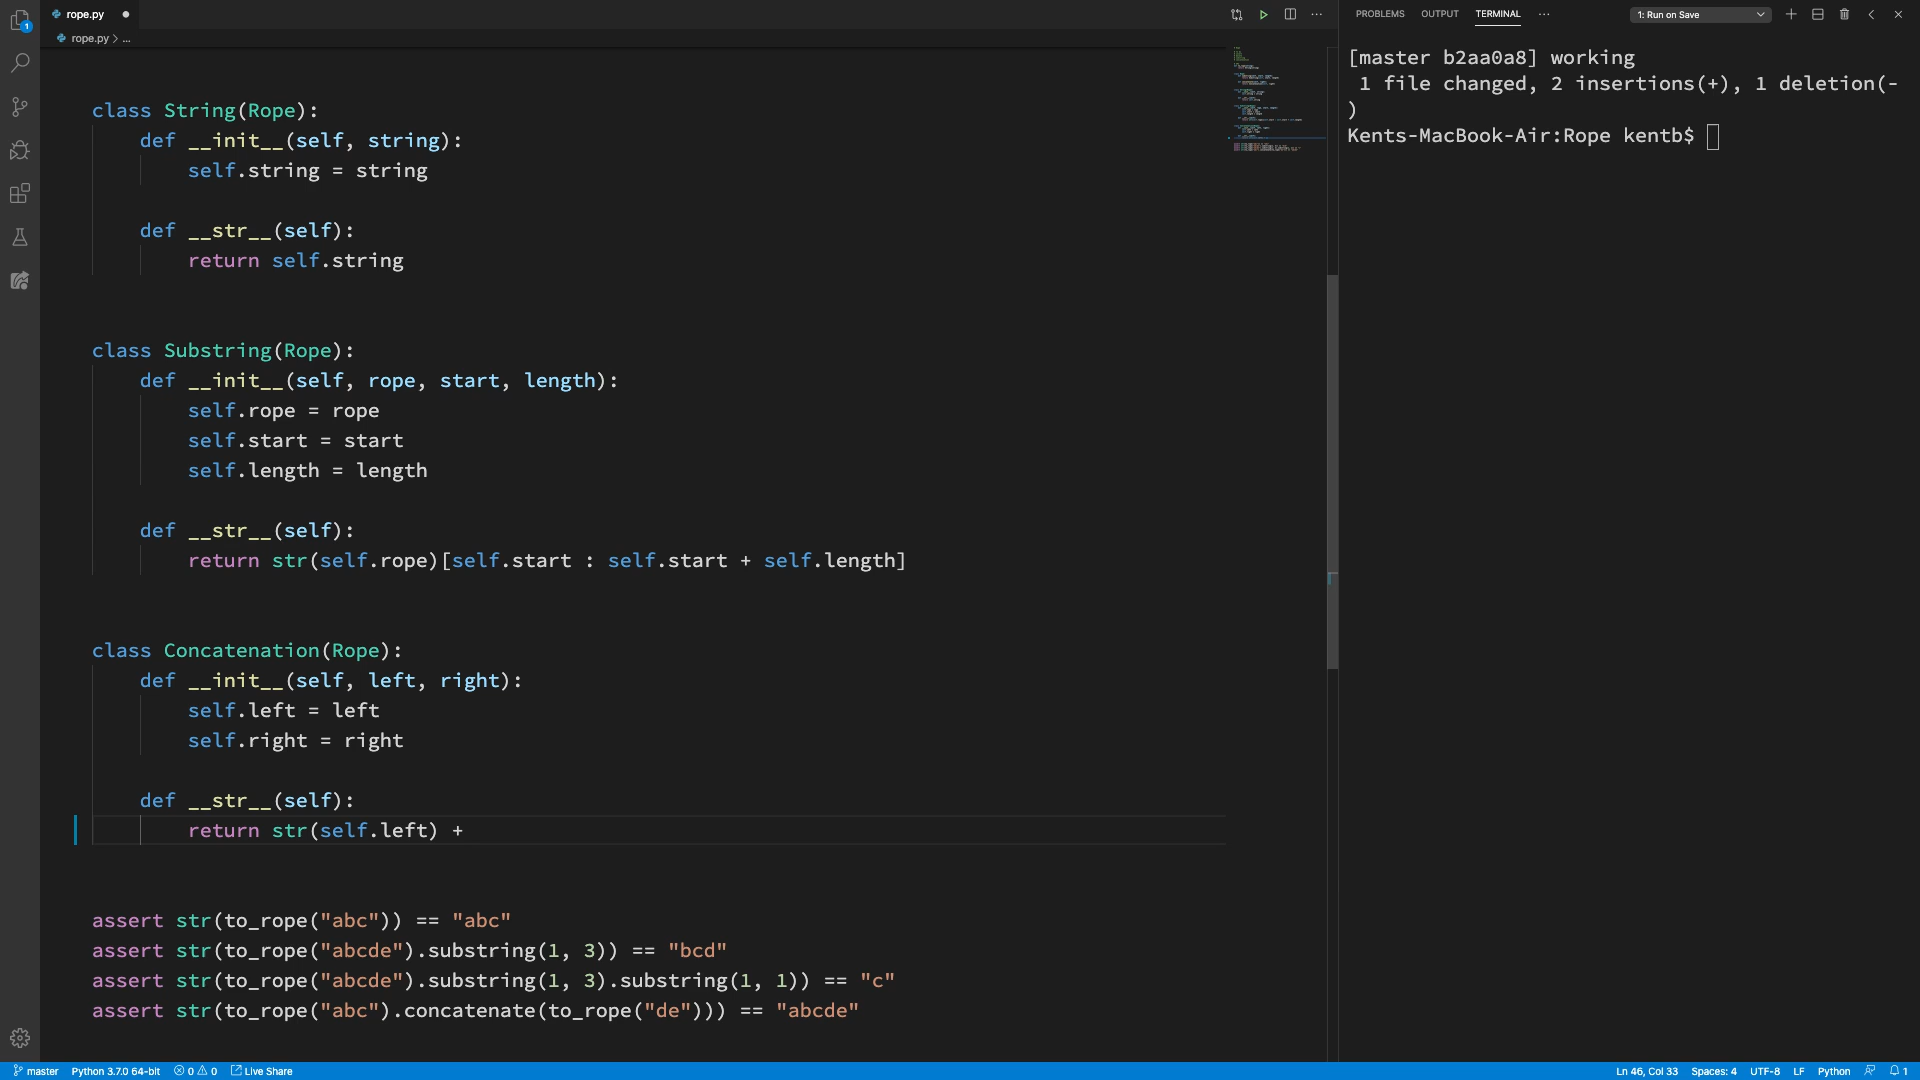 1
rope.py
rope.py > ...
class String(Rope):
def __init__(self, string):
self.string = string
def __str__(self):
return self.string
class Substring(Rope):
def __init__(self, rope, start, length):
self.rope = rope
self.start = start
self.length = length
def __str__(self):
return str(self.rope)[self.start : self.start + self.length]
class Concatenation(Rope):
def __init__(self, left, right):
self.left = left
self.right = right
def __str__(self):
return str(self.left) +
assert str(to_rope("abc")) == "abc"
assert str(to_rope("abcde").substring(1, 3)) == "bcd"
assert str(to_rope("abcde").substring(1, 3).substring(1, 1)) == "c"
assert str(to_rope("abc").concatenate(to_rope("de"))) == "abcde"
PROBLEMS OUTPUT TERMINAL ... 1: Run on Save
[master b2aa0a8] working
1 file changed, 2 insertions(+), 1 deletion(-
)
Kents-MacBook-Air:Rope kentb$
master Python 3.7.0 64-bit 0 0 Live Share Ln 46, Col 33 Spaces: 4 UTF-8 LF Python 1